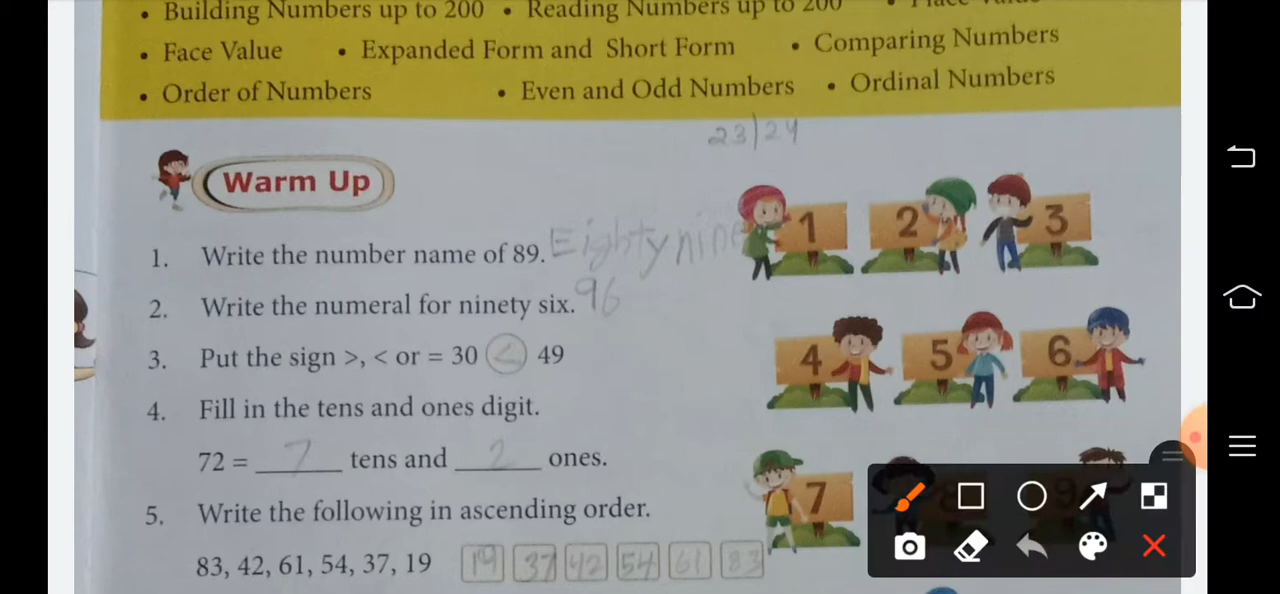 • Building Numbers up to 200 • Reading Numbers up to 200 • Place Value
• Face Value • Expanded Form and Short Form • Comparing Numbers
• Order of Numbers • Even and Odd Numbers • Ordinal Numbers
23/24
Warm Up
1. Write the number name of 89. Eighty nine
2. Write the numeral for ninety six. 96
3. Put the sign >, < or = 30 < 49
4. Fill in the tens and ones digit.
72 = 7 tens and 2 ones.
5. Write the following in ascending order.
83, 42, 61, 54, 37, 19 19 37 42 54 61 83
1 2 3
4 5 6
7 8 9